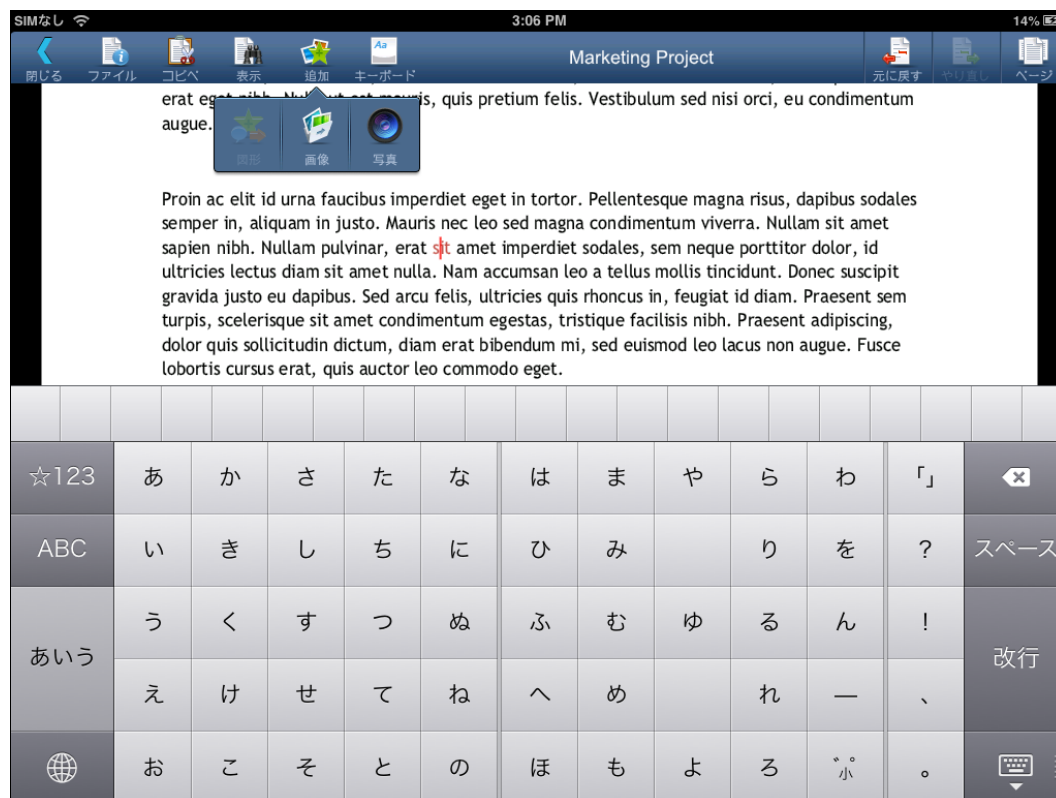 SIMなし 3:06 PM 14%
Marketing Project
閉じる ファイル コピペ 表示 追加 キーボード 元に戻す やり直し ページ
erat eget nibh. Nul is, quis pretium felis. Vestibulum sed nisi orci, eu condimentum
augue.
図形 画像 写真
Proin ac elit id urna faucibus imperdiet eget in tortor. Pellentesque magna risus, dapibus sodales
semper in, aliquam in justo. Mauris nec leo sed magna condimentum viverra. Nullam sit amet
sapien nibh. Nullam pulvinar, erat sit amet imperdiet sodales, sem neque porttitor dolor, id
ultricies lectus diam sit amet nulla. Nam accumsan leo a tellus mollis tincidunt. Donec suscipit
gravida justo eu dapibus. Sed arcu felis, ultricies quis rhoncus in, feugiat id diam. Praesent sem
turpis, scelerisque sit amet condimentum egestas, tristique facilisis nibh. Praesent adipiscing,
dolor quis sollicitudin dictum, diam erat bibendum mi, sed euismod leo lacus non augue. Fusce
lobortis cursus erat, quis auctor leo commodo eget.
☆123 あ か さ た な は ま や ら わ 「」
ABC い き し ち に ひ み り を ? スペース
う く す つ ぬ ふ む ゆ る ん !
あいう 改行
え け せ て ね へ め れ ー 、
お こ そ と の ほ も よ ろ ゛゜小 。